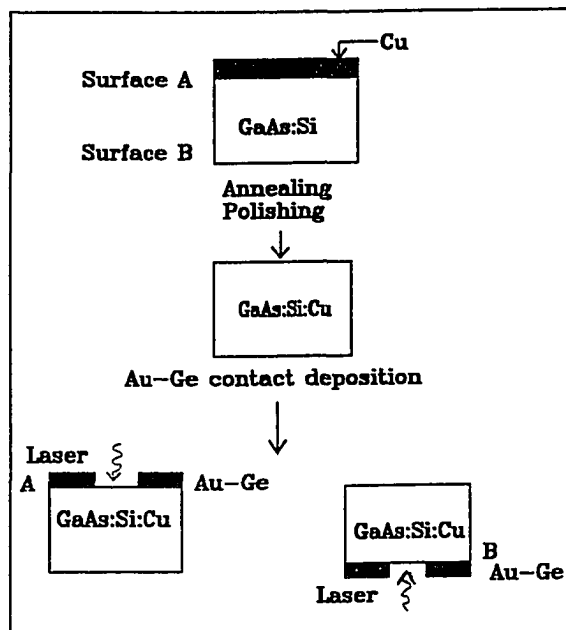 Cu
Surface A
GaAs:Si
Surface B
Annealing
Polishing
GaAs:Si:Cu
Au-Ge contact deposition
Laser
A
Au-Ge
GaAs:Si:Cu
GaAs:Si:Cu
B
Au-Ge
Laser